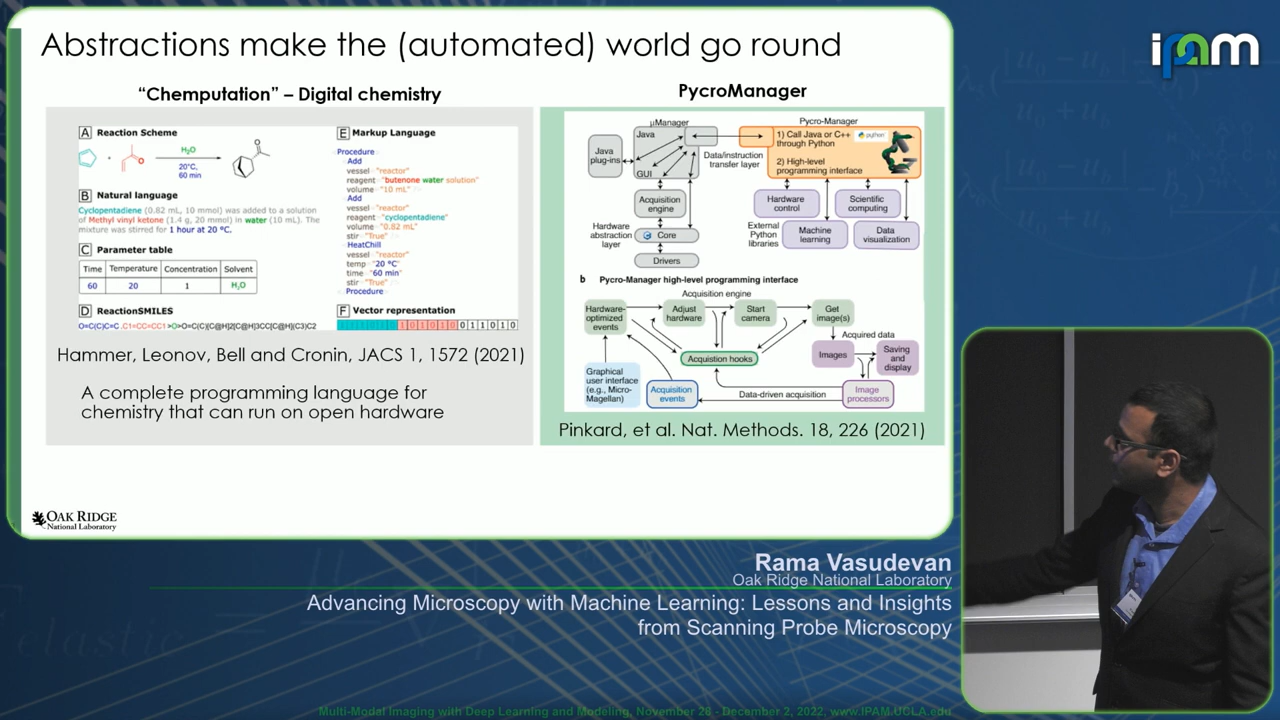 Abstractions make the (automated) world go round
ipam
“Chemputation” – Digital chemistry
A Reaction Scheme
H₂O
20°C,
60 min
B Natural language
Cyclopentadiene (0.82 mL, 10 mmol) was added to a solution
of Methyl vinyl ketone (1.4 g, 20 mmol) in water (10 mL). The
mixture was stirred for 1 hour at 20 ºC.
C Parameter table
Time Temperature Concentration Solvent
60 20 1 H₂O
D ReactionSMILES
E Markup Language
Procedure
Add
vessel "reactor"
reagent "butenone water solution"
volume "10 mL"
Add
vessel "reactor"
reagent "cyclopentadiene"
volume "0.82 mL"
stir "True"
HeatChill
vessel "reactor"
temp "20 ºC"
time "60 min"
stir "True"
Procedure
F Vector representation
Hammer, Leonov, Bell and Cronin, JACS 1, 1572 (2021)
A complete programming language for
chemistry that can run on open hardware
PycroManager
µManager
Java
GUI
Java
plug-ins
Data/instruction
transfer layer
Pycro-Manager
1) Call Java or C++
through Python
python
2) High-level
programming interface
Acquisition
engine
Hardware
abstraction
layer
Core
Drivers
Hardware
control
Scientific
computing
External
Python
libraries
Machine
learning
Data
visualization
b Pycro-Manager high-level programming interface
Acquisition engine
Hardware-
optimized
events
Adjust
hardware
Start
camera
Get
image(s)
Acquistion hooks
Acquired data
Images
Saving
and
display
Graphical
user interface
(e.g., Micro-
Magellan)
Acquisition
events
Data-driven acquisition
Image
processors
Pinkard, et al. Nat. Methods. 18, 226 (2021)
OAK RIDGE
National Laboratory
Rama Vasudevan
Oak Ridge National Laboratory
Advancing Microscopy with Machine Learning: Lessons and Insights
from Scanning Probe Microscopy
Multi-Modal Imaging with Deep Learning and Modeling, November 28 - December 2, 2022, www.IPAM.UCLA.edu